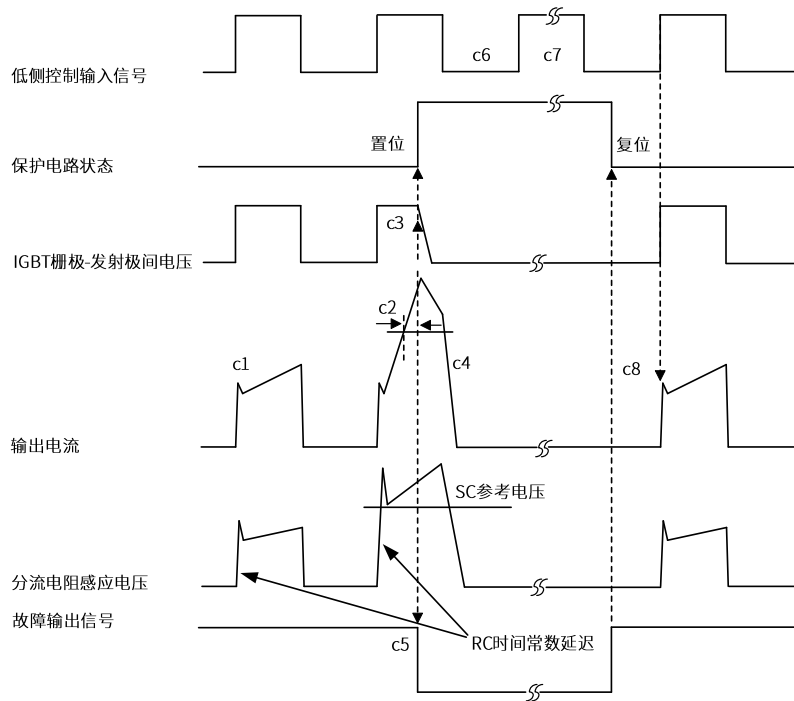 c6
c7
低侧控制输入信号
置位
复位
保护电路状态
c3
IGBT栅极-发射极间电压
c2
c1
c4
c8
输出电流
SC参考电压
分流电阻感应电压
故障输出信号
c5
RC时间常数延迟